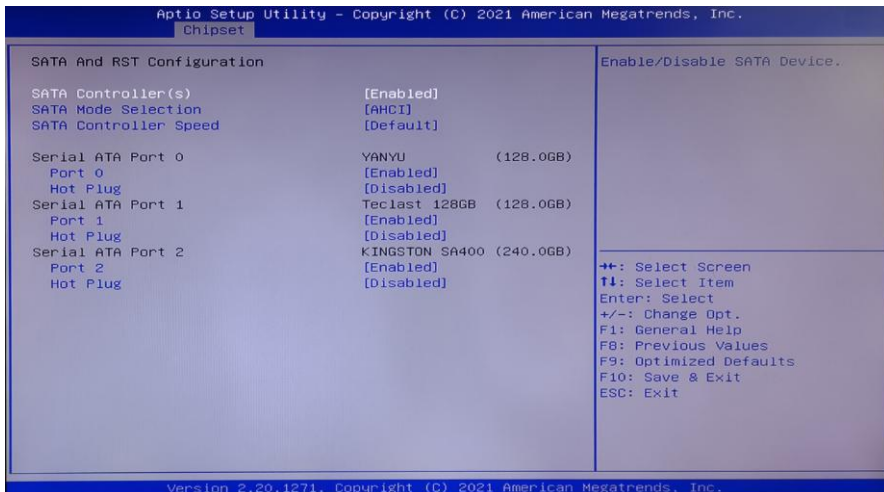 Aptio Setup Utility – Copyright (C) 2021 American Megatrends, Inc.
Chipset
SATA And RST Configuration
SATA Controller(s) [Enabled]
SATA Mode Selection [AHCI]
SATA Controller Speed [Default]
Serial ATA Port 0 YANYU (128.0GB)
Port 0 [Enabled]
Hot Plug [Disabled]
Serial ATA Port 1 Teclast 128GB (128.0GB)
Port 1 [Enabled]
Hot Plug [Disabled]
Serial ATA Port 2 KINGSTON SA400 (240.0GB)
Port 2 [Enabled]
Hot Plug [Disabled]
Enable/Disable SATA Device.
→←: Select Screen
↑↓: Select Item
Enter: Select
+/-: Change Opt.
F1: General Help
F8: Previous Values
F9: Optimized Defaults
F10: Save & Exit
ESC: Exit
Version 2.20.1271. Copyright (C) 2021 American Megatrends, Inc.